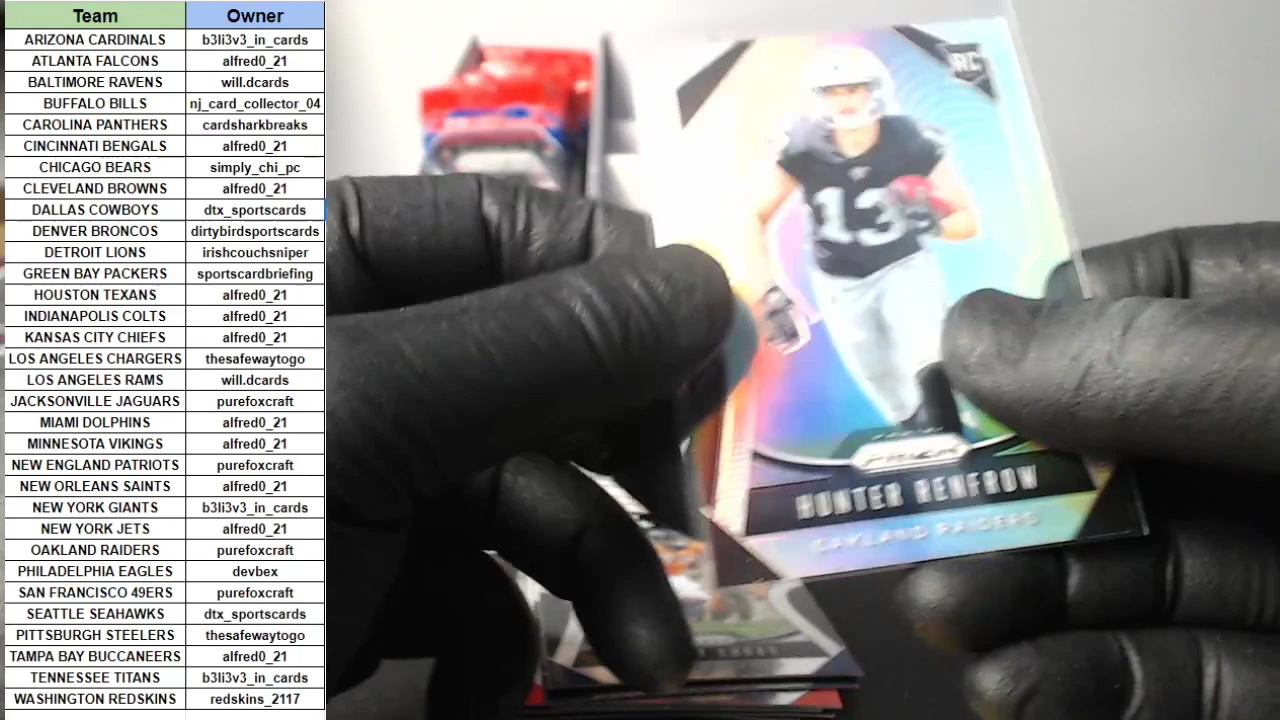 Team Owner
ARIZONA CARDINALS b3li3v3_in_cards
ATLANTA FALCONS alfred0_21
BALTIMORE RAVENS will.dcards
BUFFALO BILLS nj_card_collector_04
CAROLINA PANTHERS cardsharkbreaks
CINCINNATI BENGALS alfred0_21
CHICAGO BEARS simply_chi_pc
CLEVELAND BROWNS alfred0_21
DALLAS COWBOYS dtx_sportscards
DENVER BRONCOS dirtybirdsportscards
DETROIT LIONS irishcouchsniper
GREEN BAY PACKERS sportscardbriefing
HOUSTON TEXANS alfred0_21
INDIANAPOLIS COLTS alfred0_21
KANSAS CITY CHIEFS alfred0_21
LOS ANGELES CHARGERS thesafewaytogo
LOS ANGELES RAMS will.dcards
JACKSONVILLE JAGUARS purefoxcraft
MIAMI DOLPHINS alfred0_21
MINNESOTA VIKINGS alfred0_21
NEW ENGLAND PATRIOTS purefoxcraft
NEW ORLEANS SAINTS alfred0_21
NEW YORK GIANTS b3li3v3_in_cards
NEW YORK JETS alfred0_21
OAKLAND RAIDERS purefoxcraft
PHILADELPHIA EAGLES devbex
SAN FRANCISCO 49ERS purefoxcraft
SEATTLE SEAHAWKS dtx_sportscards
PITTSBURGH STEELERS thesafewaytogo
TAMPA BAY BUCCANEERS alfred0_21
TENNESSEE TITANS b3li3v3_in_cards
WASHINGTON REDSKINS redskins_2117
RC
13
PRIZM
HUNTER RENFROW
OAKLAND RAIDERS